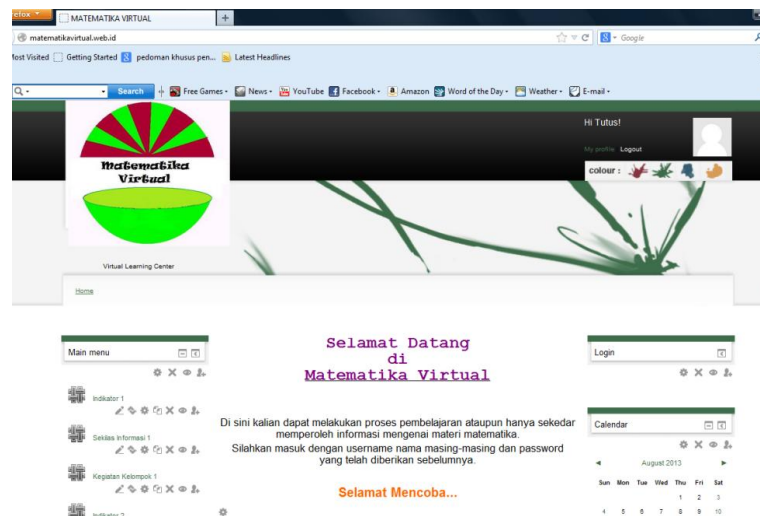 MATEMATIKA VIRTUAL
matematikavirtual.web.id
Google
Most Visited Getting Started pedoman khusus pen... Latest Headlines
Search Free Games News YouTube Facebook Amazon Word of the Day Weather E-mail
Hi Tutus!
My profile Logout
colour :
Matematika
Virtual
Virtual Learning Center
Home
Main menu
Indikator 1
Sekilas Informasi 1
Kegiatan Kelompok 1
Indikator 2
Selamat Datang
di
Matematika Virtual
Di sini kalian dapat melakukan proses pembelajaran ataupun hanya sekedar
memperoleh informasi mengenai materi matematika.
Silahkan masuk dengan username nama masing-masing dan password
yang telah diberikan sebelumnya.
Selamat Mencoba...
Login
Calendar
August 2013
Sun Mon Tue Wed Thu Fri Sat
1 2 3
4 5 6 7 8 9 10